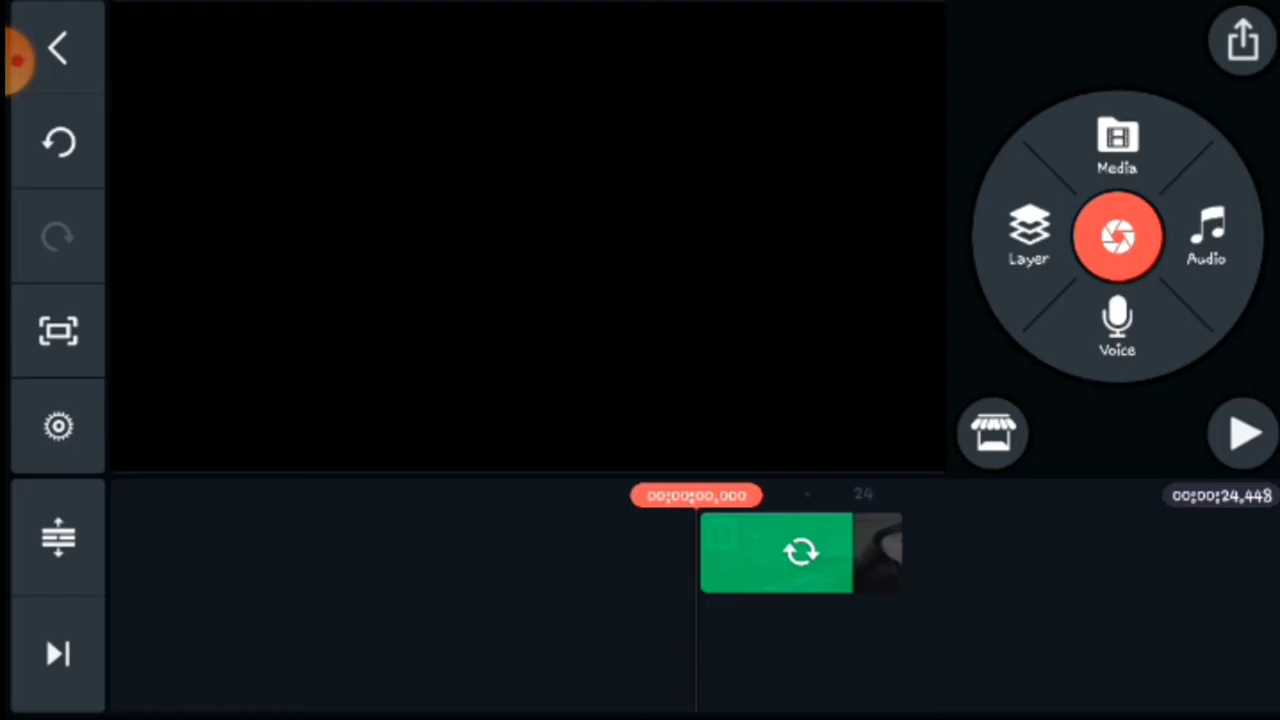 Media
Layer
Audio
Voice
00:00:00,000
24
00:00:24,448